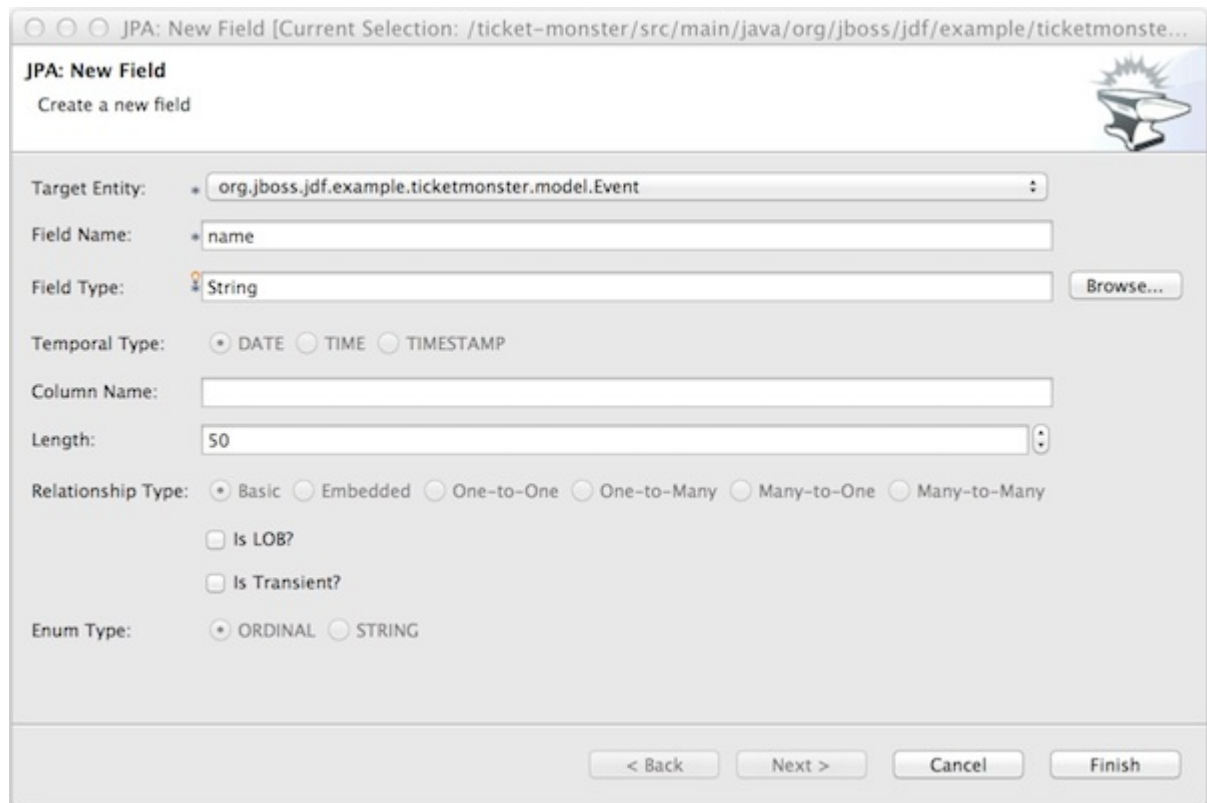 JPA: New Field [Current Selection: /ticket-monster/src/main/java/org/jboss/jdf/example/ticketmonste...
JPA: New Field
Create a new field
Target Entity: * org.jboss.jdf.example.ticketmonster.model.Event
Field Name: * name
Field Type: String Browse...
Temporal Type: DATE TIME TIMESTAMP
Column Name:
Length: 50
Relationship Type: Basic Embedded One-to-One One-to-Many Many-to-One Many-to-Many
Is LOB?
Is Transient?
Enum Type: ORDINAL STRING
< Back Next > Cancel Finish